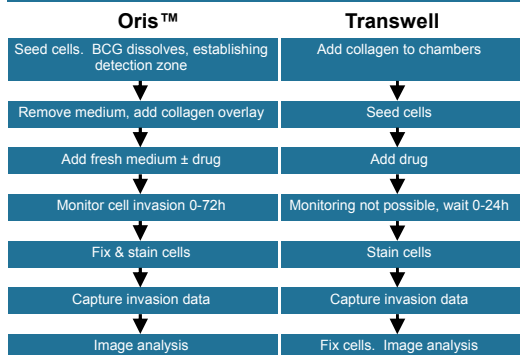 Oris™
Transwell
Seed cells. BCG dissolves, establishing
detection zone
Add collagen to chambers
Remove medium, add collagen overlay
Seed cells
Add fresh medium ± drug
Add drug
Monitor cell invasion 0-72h
Monitoring not possible, wait 0-24h
Fix & stain cells
Stain cells
Capture invasion data
Capture invasion data
Image analysis
Fix cells. Image analysis